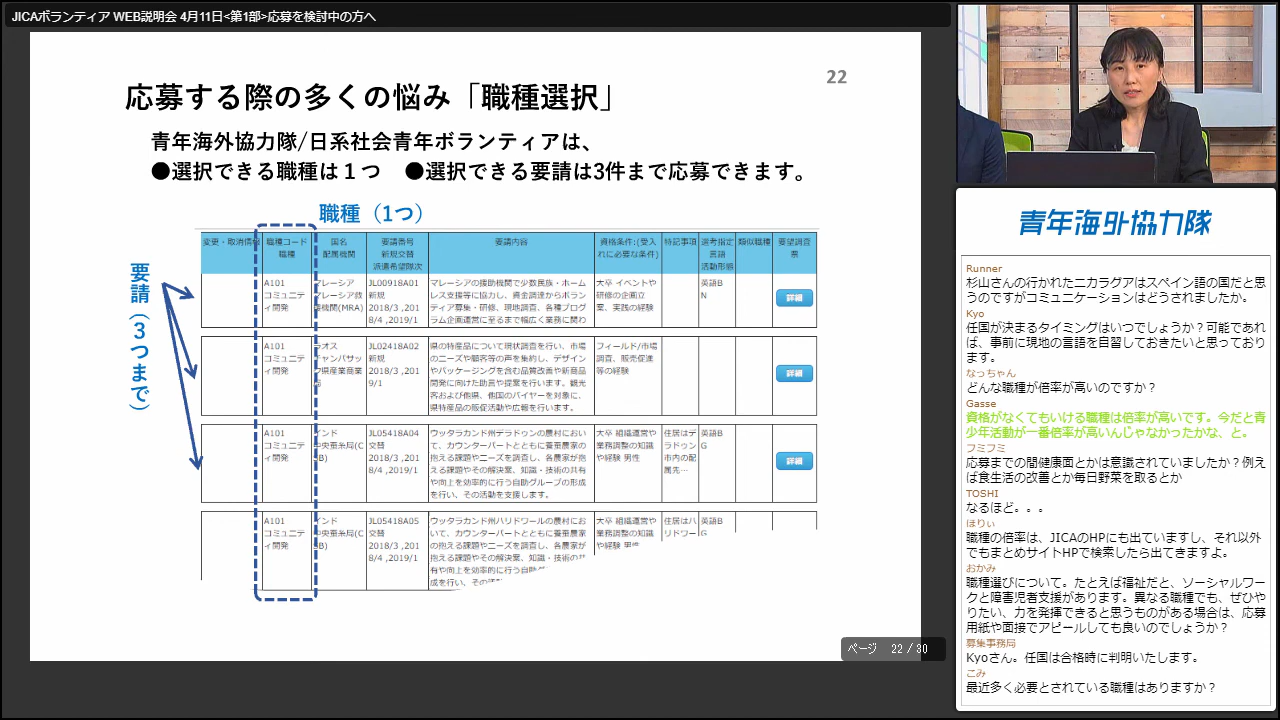 JICAボランティア WEB説明会 4月11日<第1部>応募を検討中の方へ
22
応募する際の多くの悩み「職種選択」
青年海外協力隊/日系社会青年ボランティアは、
●選択できる職種は１つ ●選択できる要請は3件まで応募できます。
職種（1つ）
要請（3つまで）
変更・取消情報
職種コード
職種
国名
配属機関
要請番号
新規交替
派遣希望隊次
要請内容
資格条件:(受入
れに必要な条件)
特記事項
選考指定
言語
活動形態
類似職種
要望調査
票
A101
コミュニテ
ィ開発
マレーシア
マレーシア救
援機関(MRA)
JL00918A01
新規
2018/3 ,201
8/4 ,2019/1
マレーシアの援助機関で少数民族・ホーム
レス支援等に協力し、資金調達からボラン
ティア募集・研修、現地調査、各種プログ
ラム企画運営に至るまで幅広く業務に関わ
大卒 イベントや
研修の企画立
案、実践の経験
英語B
N
詳細
A101
コミュニテ
ィ開発
ラオス
チャンパサッ
ク県産業商業
局
JL02418A02
新規
2018/3 ,201
9/1
県の特産品について現状調査を行い、市場
のニーズや顧客等の声を集約し、デザイン
やパッケージングを含む品質改善や新商品
開発に向けた助言や提案を行います。観光
客および他県、他国のバイヤーを対象に、
県特産品の販促活動や広報を行います。
フィールド/市場
調査、販売促進
等の経験
詳細
A101
コミュニテ
ィ開発
インド
中央蚕糸局(C
SB)
JL05418A04
交替
2018/3 ,201
8/4 ,2019/1
ウッタラカンド州デラドゥンの農村におい
て、カウンターパートとともに養蚕農家の
抱える課題やニーズを調査し、各農家が抱
える課題やその解決案、知識・技術の共有
や向上を効率的に行う自助グループの形成
を行い、その活動を支援します。
大卒 組織運営や
業務調整の知識
や経験 男性
住居はデ
ラドゥン
市内の配
属先…
英語B
G
詳細
A101
コミュニテ
ィ開発
インド
中央蚕糸局(C
SB)
JL05418A05
交替
2018/3 ,201
8/4 ,2019/1
ウッタラカンド州ハリドワールの農村にお
いて、カウンターパートとともに養蚕農家
の抱える課題やニーズを調査し、各農家が
抱える課題やその解決案、知識・技術の共
有や向上を効率的に行う自助
成を行い、その
大卒 組織運営や
業務調整の知識
や経験 男性
住居はハ
リドワー
英語B
G
ページ 22 / 30
青年海外協力隊
Runner
杉山さんの行かれたニカラグアはスペイン語の国だと思
うのですがコミュニケーションはどうされましたか。
Kyo
任国が決まるタイミングはいつでしょうか？可能であれ
ば、事前に現地の言語を自習しておきたいと思っており
ます。
なっちゃん
どんな職種が倍率が高いのですか？
Gasse
資格がなくてもいける職種は倍率が高いです。今だと青
少年活動が一番倍率が高いんじゃなかったかな、と。
フミフミ
応募までの間健康面とかは意識されていましたか？例え
ば食生活の改善とか毎日野菜を取るとか
TOSHI
なるほど。。。
ほりぃ
職種の倍率は、JICAのHPにも出ていますし、それ以外
でもまとめサイトHPで検索したら出てきますよ。
おかみ
職種選びについて。たとえば福祉だと、ソーシャルワー
クと障害児者支援があります。異なる職種でも、ぜひや
りたい、力を発揮できると思うものがある場合は、応募
用紙や面接でアピールしても良いのでしょうか？
募集事務局
Kyoさん。任国は合格時に判明いたします。
こみ
最近多く必要とされている職種はありますか？